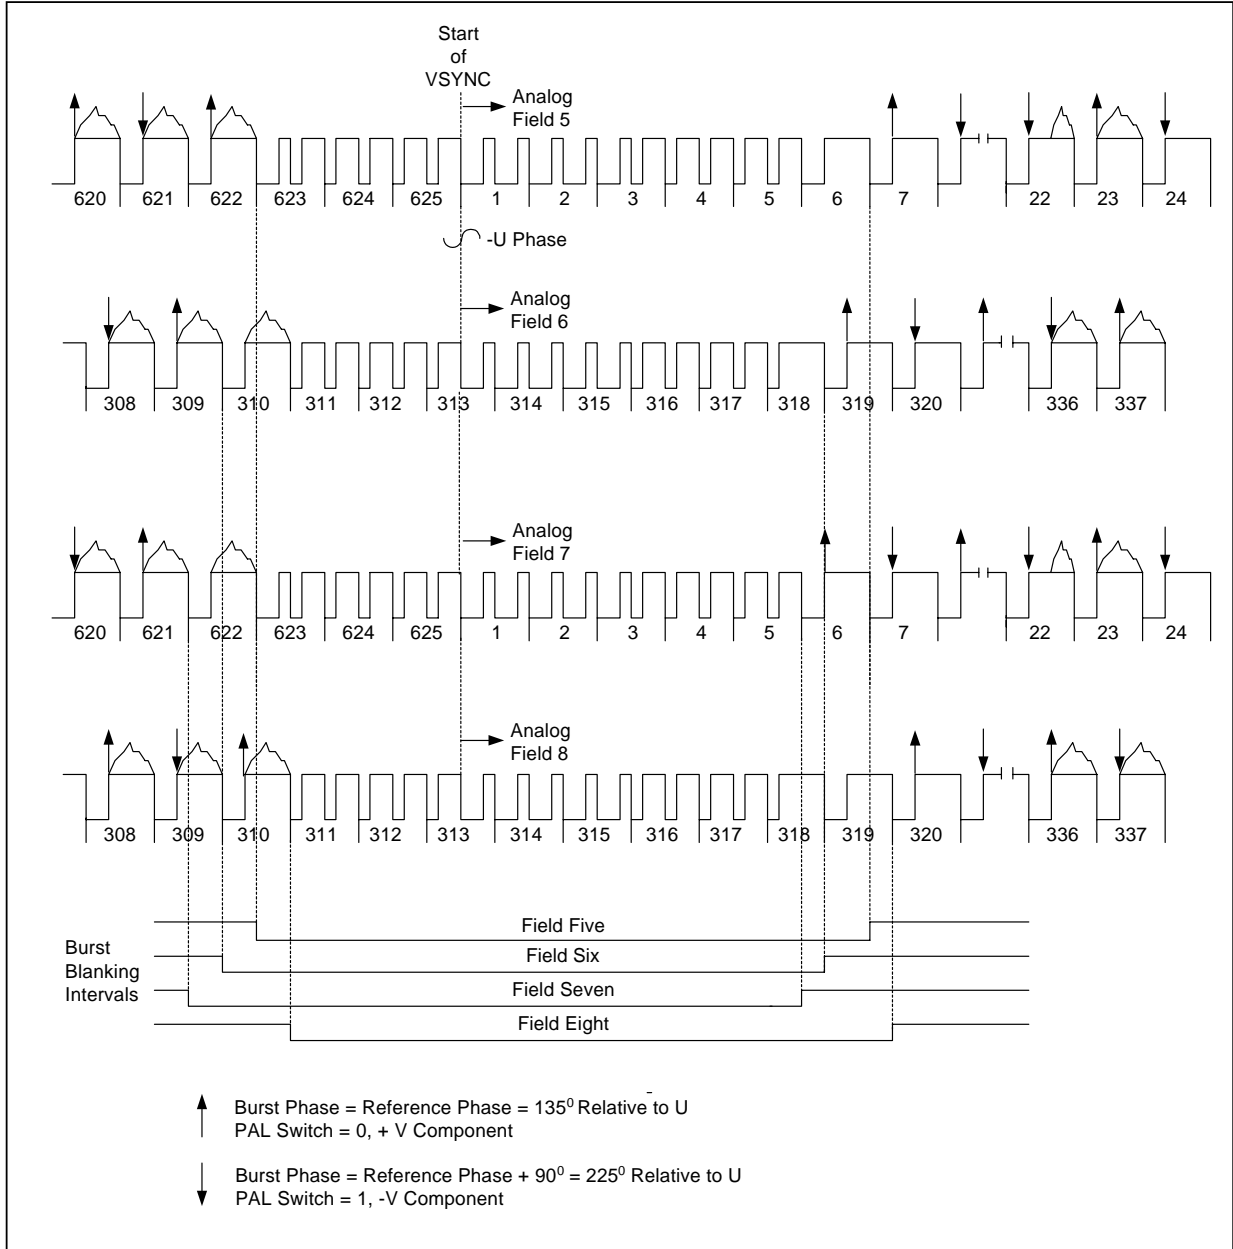 Start
of
VSYNC
Analog
Field 5
620 621 622 623 624 625 1 2 3 4 5 6 7 22 23 24
-U Phase
Analog
Field 6
308 309 310 311 312 313 314 315 316 317 318 319 320 336 337
Analog
Field 7
620 621 622 623 624 625 1 2 3 4 5 6 7 22 23 24
Analog
Field 8
308 309 310 311 312 313 314 315 316 317 318 319 320 336 337
Burst
Blanking
Intervals
Field Five
Field Six
Field Seven
Field Eight
Burst Phase = Reference Phase = 135⁰ Relative to U
PAL Switch = 0, + V Component
Burst Phase = Reference Phase + 90⁰ = 225⁰ Relative to U
PAL Switch = 1, -V Component